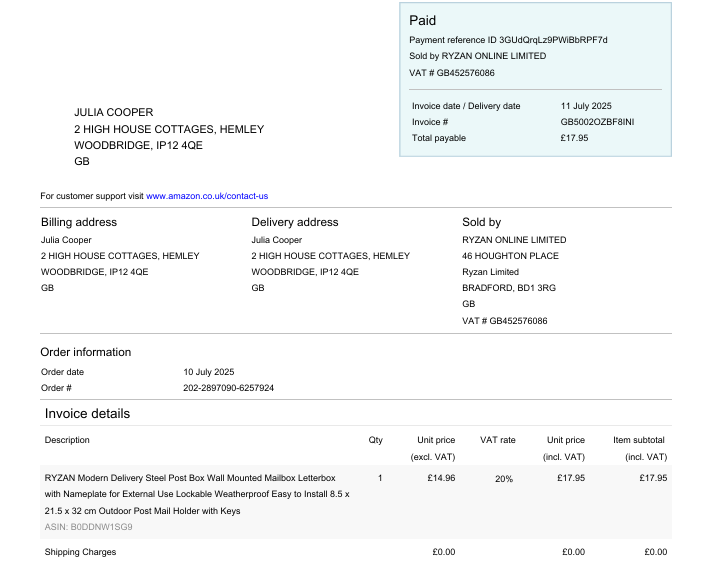 Paid
Payment reference ID 3GUdQrqLz9PWiBbRPF7d
Sold by RYZAN ONLINE LIMITED
VAT # GB452576086
Invoice date / Delivery date 11 July 2025
Invoice # GB5002OZBF8INI
Total payable £17.95
JULIA COOPER
2 HIGH HOUSE COTTAGES, HEMLEY
WOODBRIDGE, IP12 4QE
GB
For customer support visit www.amazon.co.uk/contact-us
Billing address
Julia Cooper
2 HIGH HOUSE COTTAGES, HEMLEY
WOODBRIDGE, IP12 4QE
GB
Delivery address
Julia Cooper
2 HIGH HOUSE COTTAGES, HEMLEY
WOODBRIDGE, IP12 4QE
GB
Sold by
RYZAN ONLINE LIMITED
46 HOUGHTON PLACE
Ryzan Limited
BRADFORD, BD1 3RG
GB
VAT # GB452576086
Order information
Order date 10 July 2025
Order # 202-2897090-6257924
Invoice details
Description Qty Unit price VAT rate Unit price Item subtotal
(excl. VAT) (incl. VAT) (incl. VAT)
RYZAN Modern Delivery Steel Post Box Wall Mounted Mailbox Letterbox 1 £14.96 20% £17.95 £17.95
with Nameplate for External Use Lockable Weatherproof Easy to Install 8.5 x
21.5 x 32 cm Outdoor Post Mail Holder with Keys
ASIN: B0DDNW1SG9
Shipping Charges £0.00 £0.00 £0.00